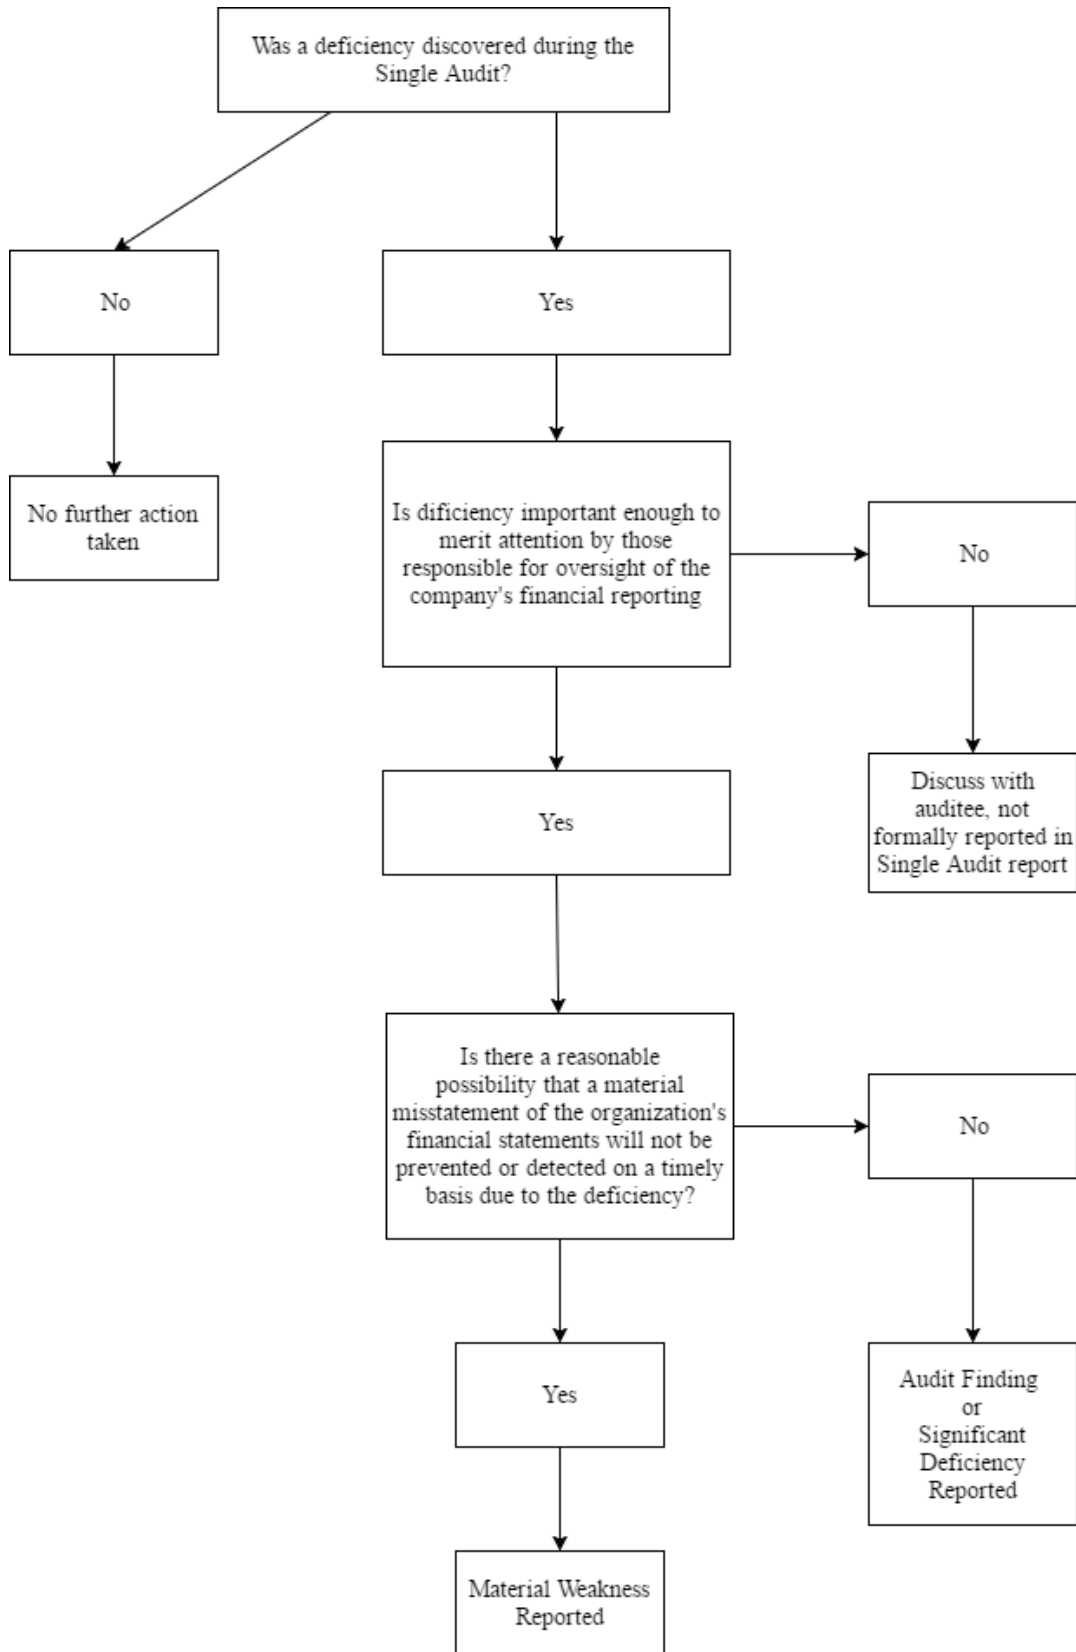 Was a deficiency discovered during the
Single Audit?
No
Yes
No further action
taken
Is dificiency important enough to
merit attention by those
responsible for oversight of the
company's financial reporting
No
Yes
Discuss with
auditee, not
formally reported in
Single Audit report
Is there a reasonable
possibility that a material
misstatement of the organization's
financial statements will not be
prevented or detected on a timely
basis due to the deficiency?
No
Yes
Audit Finding
or
Significant
Deficiency
Reported
Material Weakness
Reported